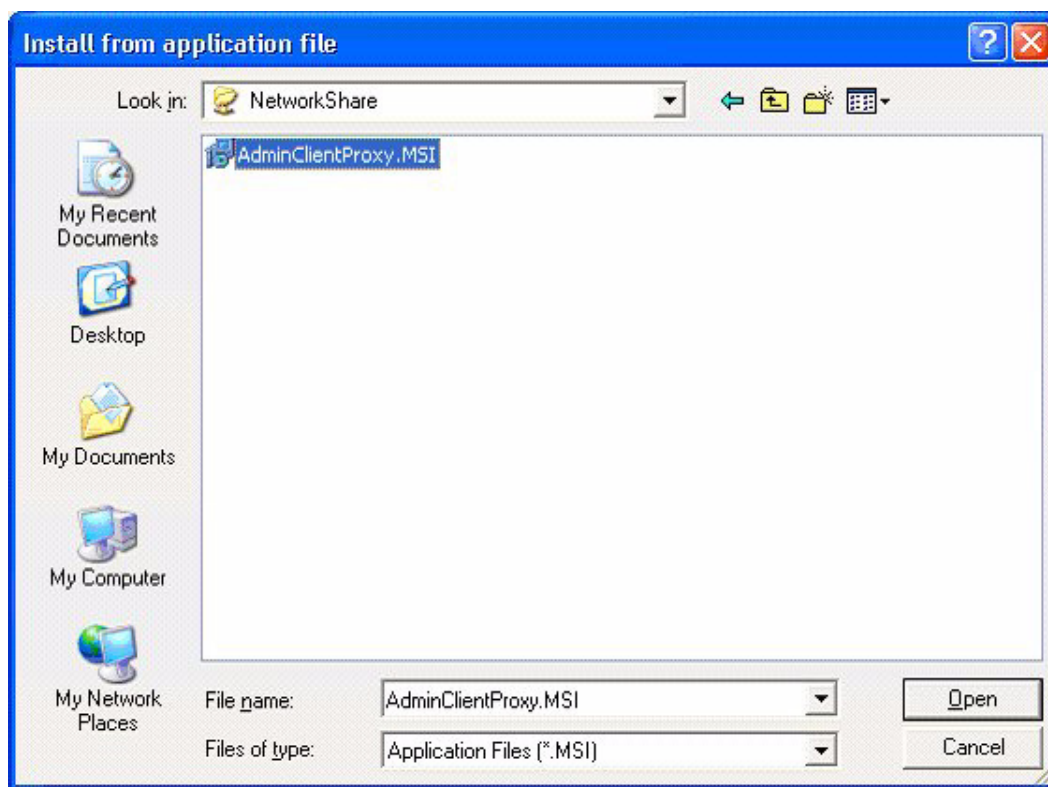 Install from application file
Look in:
NetworkShare
AdminClientProxy.MSI
My Recent
Documents
Desktop
My Documents
My Computer
My Network
Places
File name:
AdminClientProxy.MSI
Open
Files of type:
Application Files (*.MSI)
Cancel